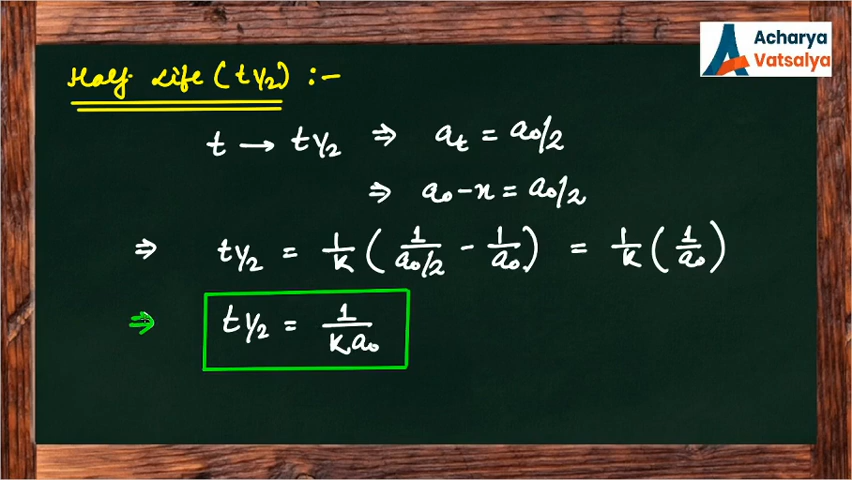 Half Life (t1/2) :-
Acharya
Vatsalya
t → t1/2 ⇒ at = a0/2
⇒ a0 - x = a0/2
⇒ t1/2 = 1/K ( 1/(a0/2) - 1/a0 ) = 1/K ( 1/a0 )
⇒ t1/2 = 1/(K a0)